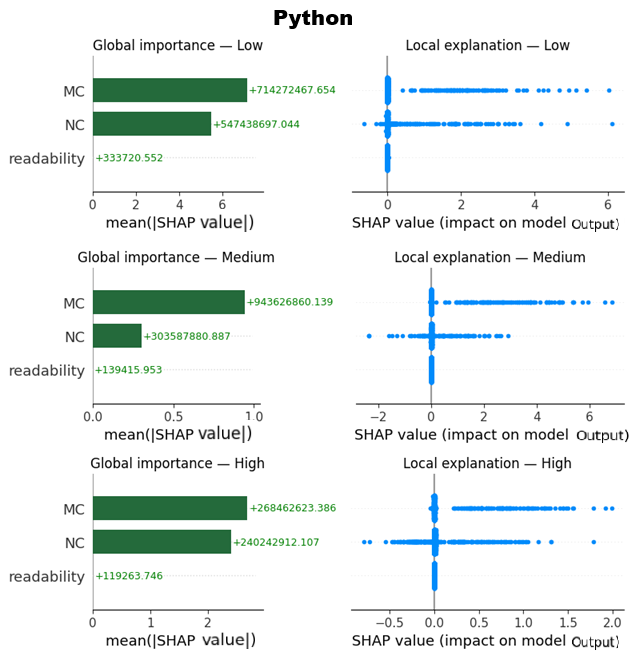 Python
Global importance — Low
MC
+714272467.654
NC
+547438697.044
readability
+333720.552
0 2 4 6
mean(|SHAP value|)
Local explanation — Low
0 2 4 6
SHAP value (impact on model Output)
Global importance — Medium
MC
+943626860.139
NC
+303587880.887
readability
+139415.953
0.0 0.5 1.0
mean(|SHAP value|)
Local explanation — Medium
−2 0 2 4 6
SHAP value (impact on model Output)
Global importance — High
MC
+268462623.386
NC
+240242912.107
readability
+119263.746
0 1 2
mean(|SHAP value|)
Local explanation — High
−0.5 0.0 0.5 1.0 1.5 2.0
SHAP value (impact on model Output)